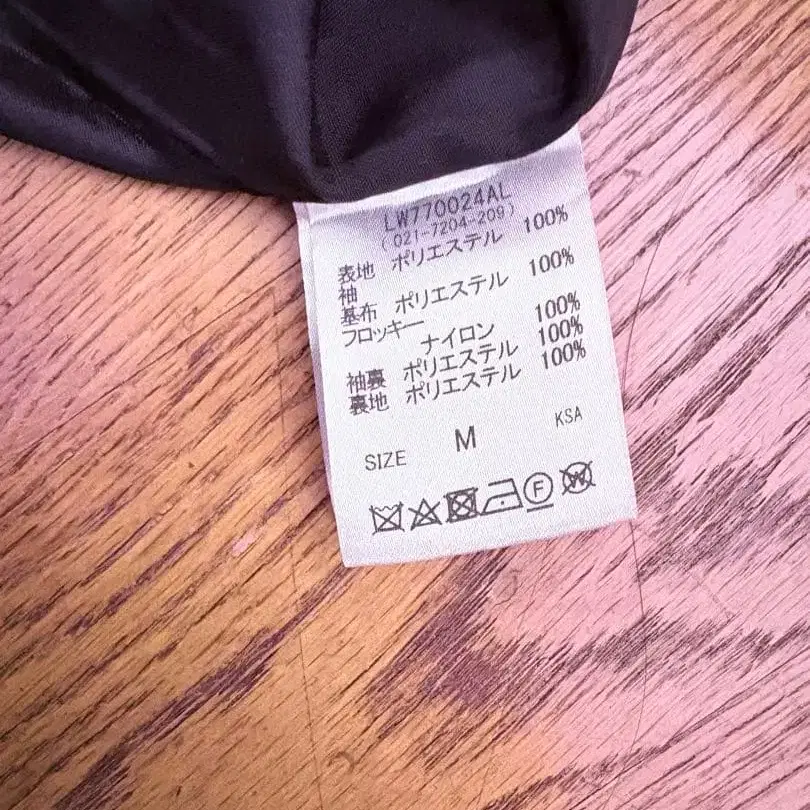 LW770024AL
(021-7204-209)
表地 ポリエステル 100%
袖
基布 ポリエステル 100%
フロッキー
ナイロン 100%
袖裏 ポリエステル 100%
裏地 ポリエステル 100%
SIZE M KSA
F W